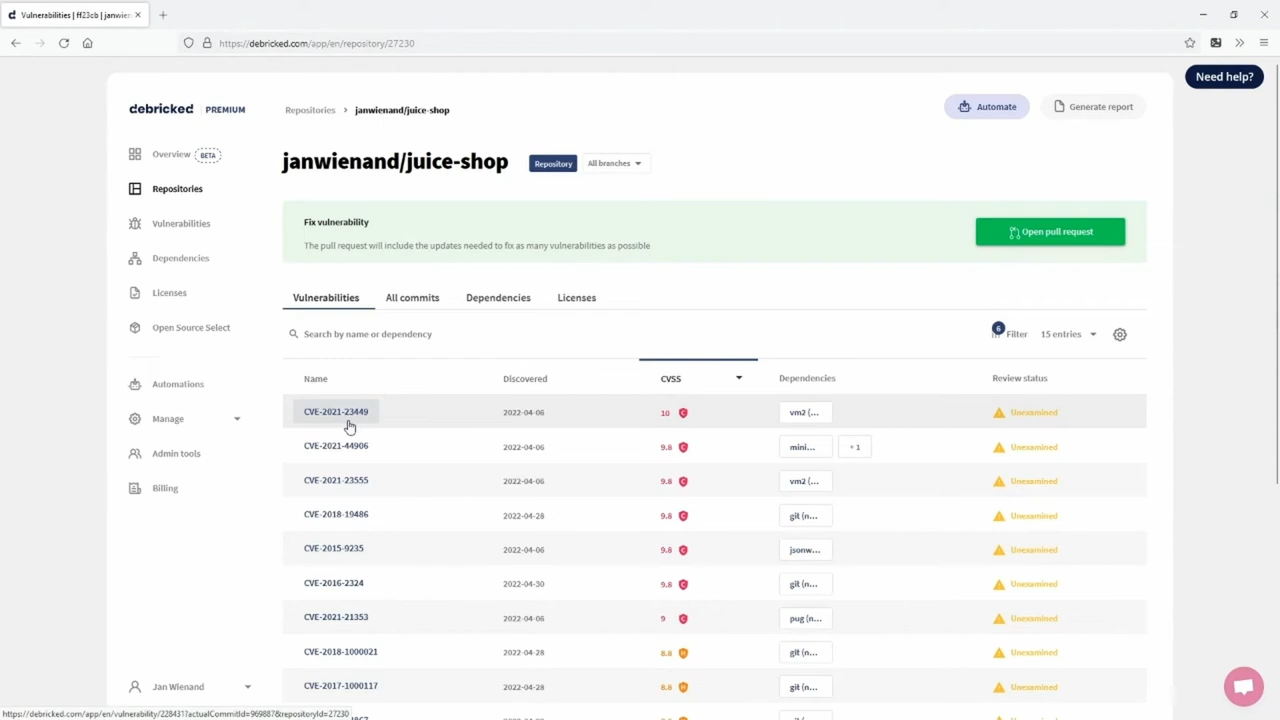 Vulnerabilities | ff23cb | janwien
https://debricked.com/app/en/repository/27230
Need help?
debricked PREMIUM
Repositories > janwienand/juice-shop
Automate
Generate report
Overview BETA
Repositories
Vulnerabilities
Dependencies
Licenses
Open Source Select
Automations
Manage
Admin tools
Billing
Jan Wienand
janwienand/juice-shop Repository All branches
Fix vulnerability
The pull request will include the updates needed to fix as many vulnerabilities as possible
Open pull request
Vulnerabilities All commits Dependencies Licenses
Search by name or dependency 6 Filter 15 entries
Name Discovered CVSS Dependencies Review status
CVE-2021-23449 2022-04-06 10 C vm2 (... Unexamined
CVE-2021-44906 2022-04-06 9.8 C mini... + 1 Unexamined
CVE-2021-23555 2022-04-06 9.8 C vm2 (... Unexamined
CVE-2018-19486 2022-04-28 9.8 C git (n... Unexamined
CVE-2015-9235 2022-04-06 9.8 C jsonw... Unexamined
CVE-2016-2324 2022-04-30 9.8 C git (n... Unexamined
CVE-2021-21353 2022-04-06 9 C pug (n... Unexamined
CVE-2018-1000021 2022-04-28 8.8 H git (n... Unexamined
CVE-2017-1000117 2022-04-28 8.8 H git (n... Unexamined
https://debricked.com/app/en/vulnerability/228431?actualCommitId=969887&repositoryId=27230